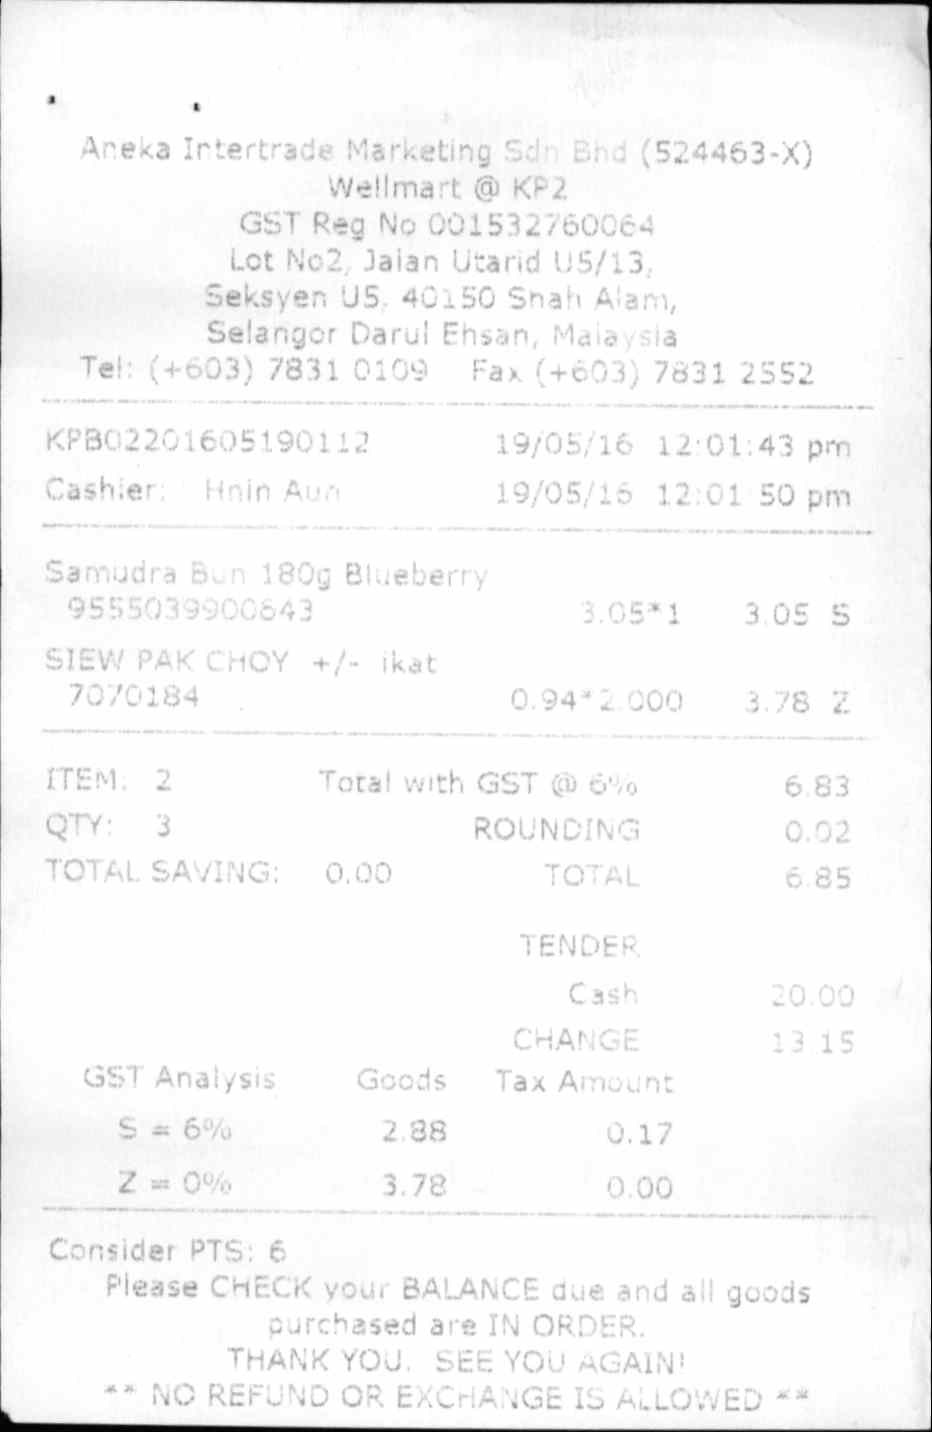 Aneka Intertrade Marketing Sdn Bhd (524463-X)
Wellmart @ KP2
GST Reg No 001532760064
Lot No2, Jalan Utarid U5/13,
Seksyen U5, 40150 Shah Alam,
Selangor Darul Ehsan, Malaysia
Tel: (+603) 7831 0109 Fax (+603) 7831 2552
KPB02201605190112 19/05/16 12:01:43 pm
Cashier: Hnin Aun 19/05/16 12:01 50 pm
Samudra Bun 180g Blueberry
9555039900643 3.05*1 3.05 S
SIEW PAK CHOY +/- ikat
7070184 0.94*2.000 3.78 Z
ITEM: 2 Total with GST @ 6% 6.83
QTY: 3 ROUNDING 0.02
TOTAL SAVING: 0.00 TOTAL 6.85
TENDER
Cash 20.00
CHANGE 13.15
GST Analysis Goods Tax Amount
S = 6% 2.88 0.17
Z = 0% 3.78 0.00
Consider PTS: 6
Please CHECK your BALANCE due and all goods
purchased are IN ORDER.
THANK YOU. SEE YOU AGAIN!
** NO REFUND OR EXCHANGE IS ALLOWED **